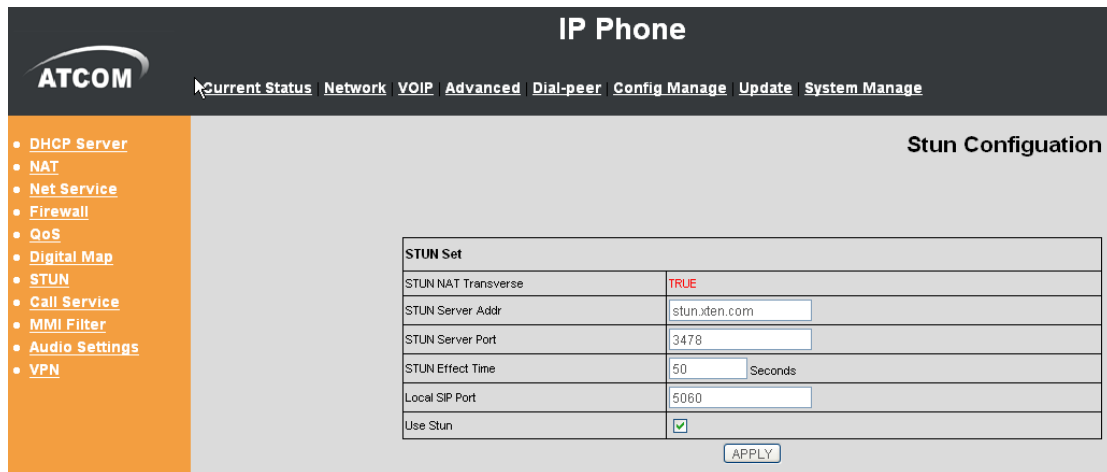 IP Phone
ATCOM
Current Status | Network | VOIP | Advanced | Dial-peer | Config Manage | Update | System Manage
DHCP Server
NAT
Net Service
Firewall
QoS
Digital Map
STUN
Call Service
MMI Filter
Audio Settings
VPN
Stun Configuation
STUN Set
STUN NAT Transverse TRUE
STUN Server Addr stun.xten.com
STUN Server Port 3478
STUN Effect Time 50 Seconds
Local SIP Port 5060
Use Stun
APPLY